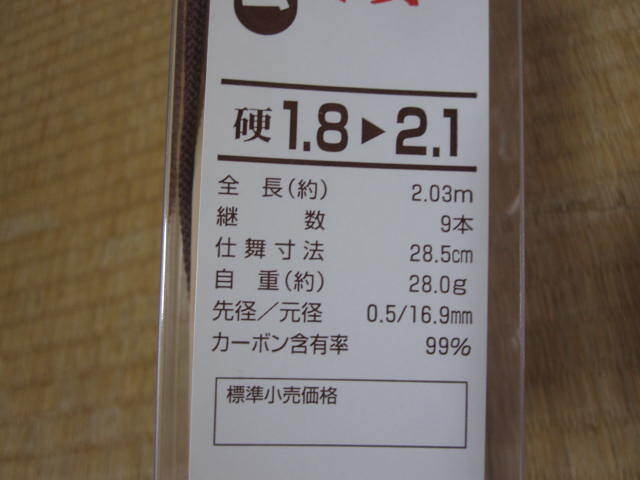 硬 1.8▶2.1
全長(約) 2.03m
継数 9本
仕舞寸法 28.5cm
自重(約) 28.0g
先径/元径 0.5/16.9mm
カーボン含有率 99%
標準小売価格